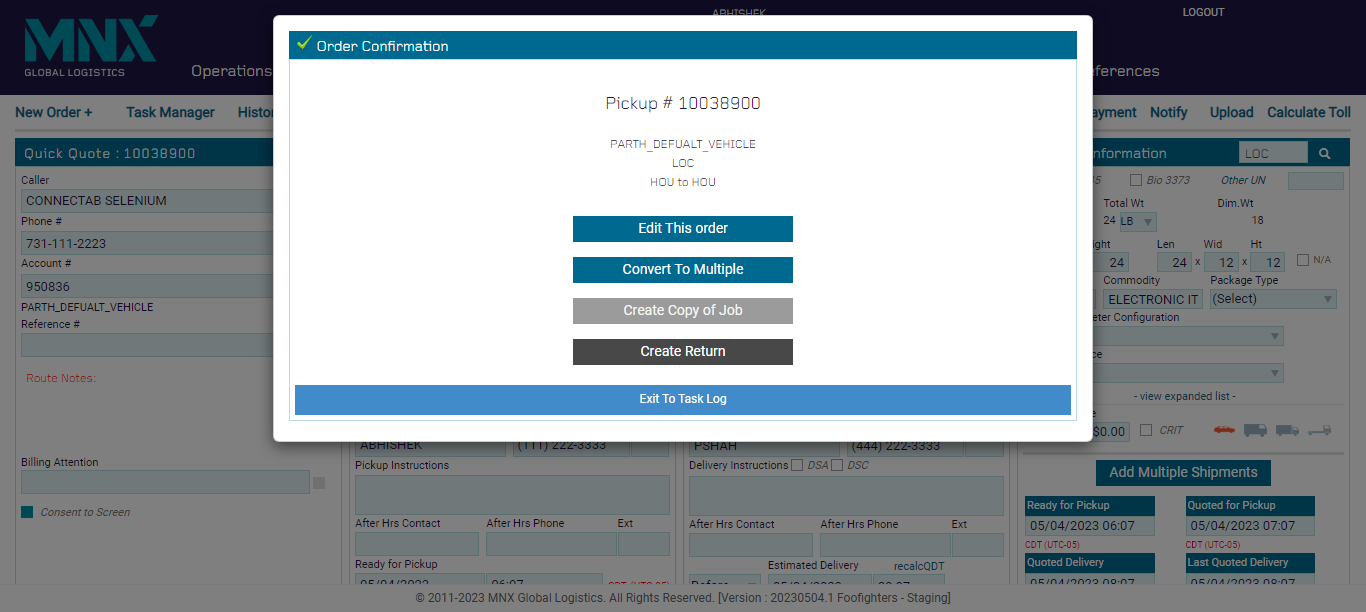 ABHISHEK
LOGOUT
MNX
GLOBAL LOGISTICS
Operations
New Order +
Task Manager
Notify
Upload
Calculate Toll
Order Confirmation
Pickup # 10038900
PARTH_DEFUALT_VEHICLE
LOC
HOU to HOU
Edit This order
Convert To Multiple
Create Copy of Job
Create Return
Exit To Task Log
Quick Quote : 10038900
Caller
CONNECTAB SELENIUM
Phone #
731-111-2223
Account #
950836
PARTH_DEFUALT_VEHICLE
Reference #
Route Notes:
Billing Attention
Consent to Screen
ABHISHEK (111) 222-3333
Pickup Instructions
After Hrs Contact After Hrs Phone Ext
Ready for Pickup
05/04/2023 06:07 CDT (UTC-05)
PSHAH (444) 222-3333
Delivery Instructions DSA DSC
After Hrs Contact After Hrs Phone Ext
Estimated Delivery recalcQDT
Before
LOC
Bio 3373 Other UN
Total Wt Dim.Wt
24 LB 18
Len Wid Ht
24 24 x 12 x 12 N/A
Commodity Package Type
ELECTRONIC IT (Select)
Configuration
- view expanded list -
$0.00 CRIT
Add Multiple Shipments
Ready for Pickup Quoted for Pickup
05/04/2023 06:07 05/04/2023 07:07
CDT (UTC-05) CDT (UTC-05)
Quoted Delivery Last Quoted Delivery
05/04/2023 08:07 05/04/2023 08:07
© 2011-2023 MNX Global Logistics. All Rights Reserved. [Version : 20230504.1 Foofighters - Staging]